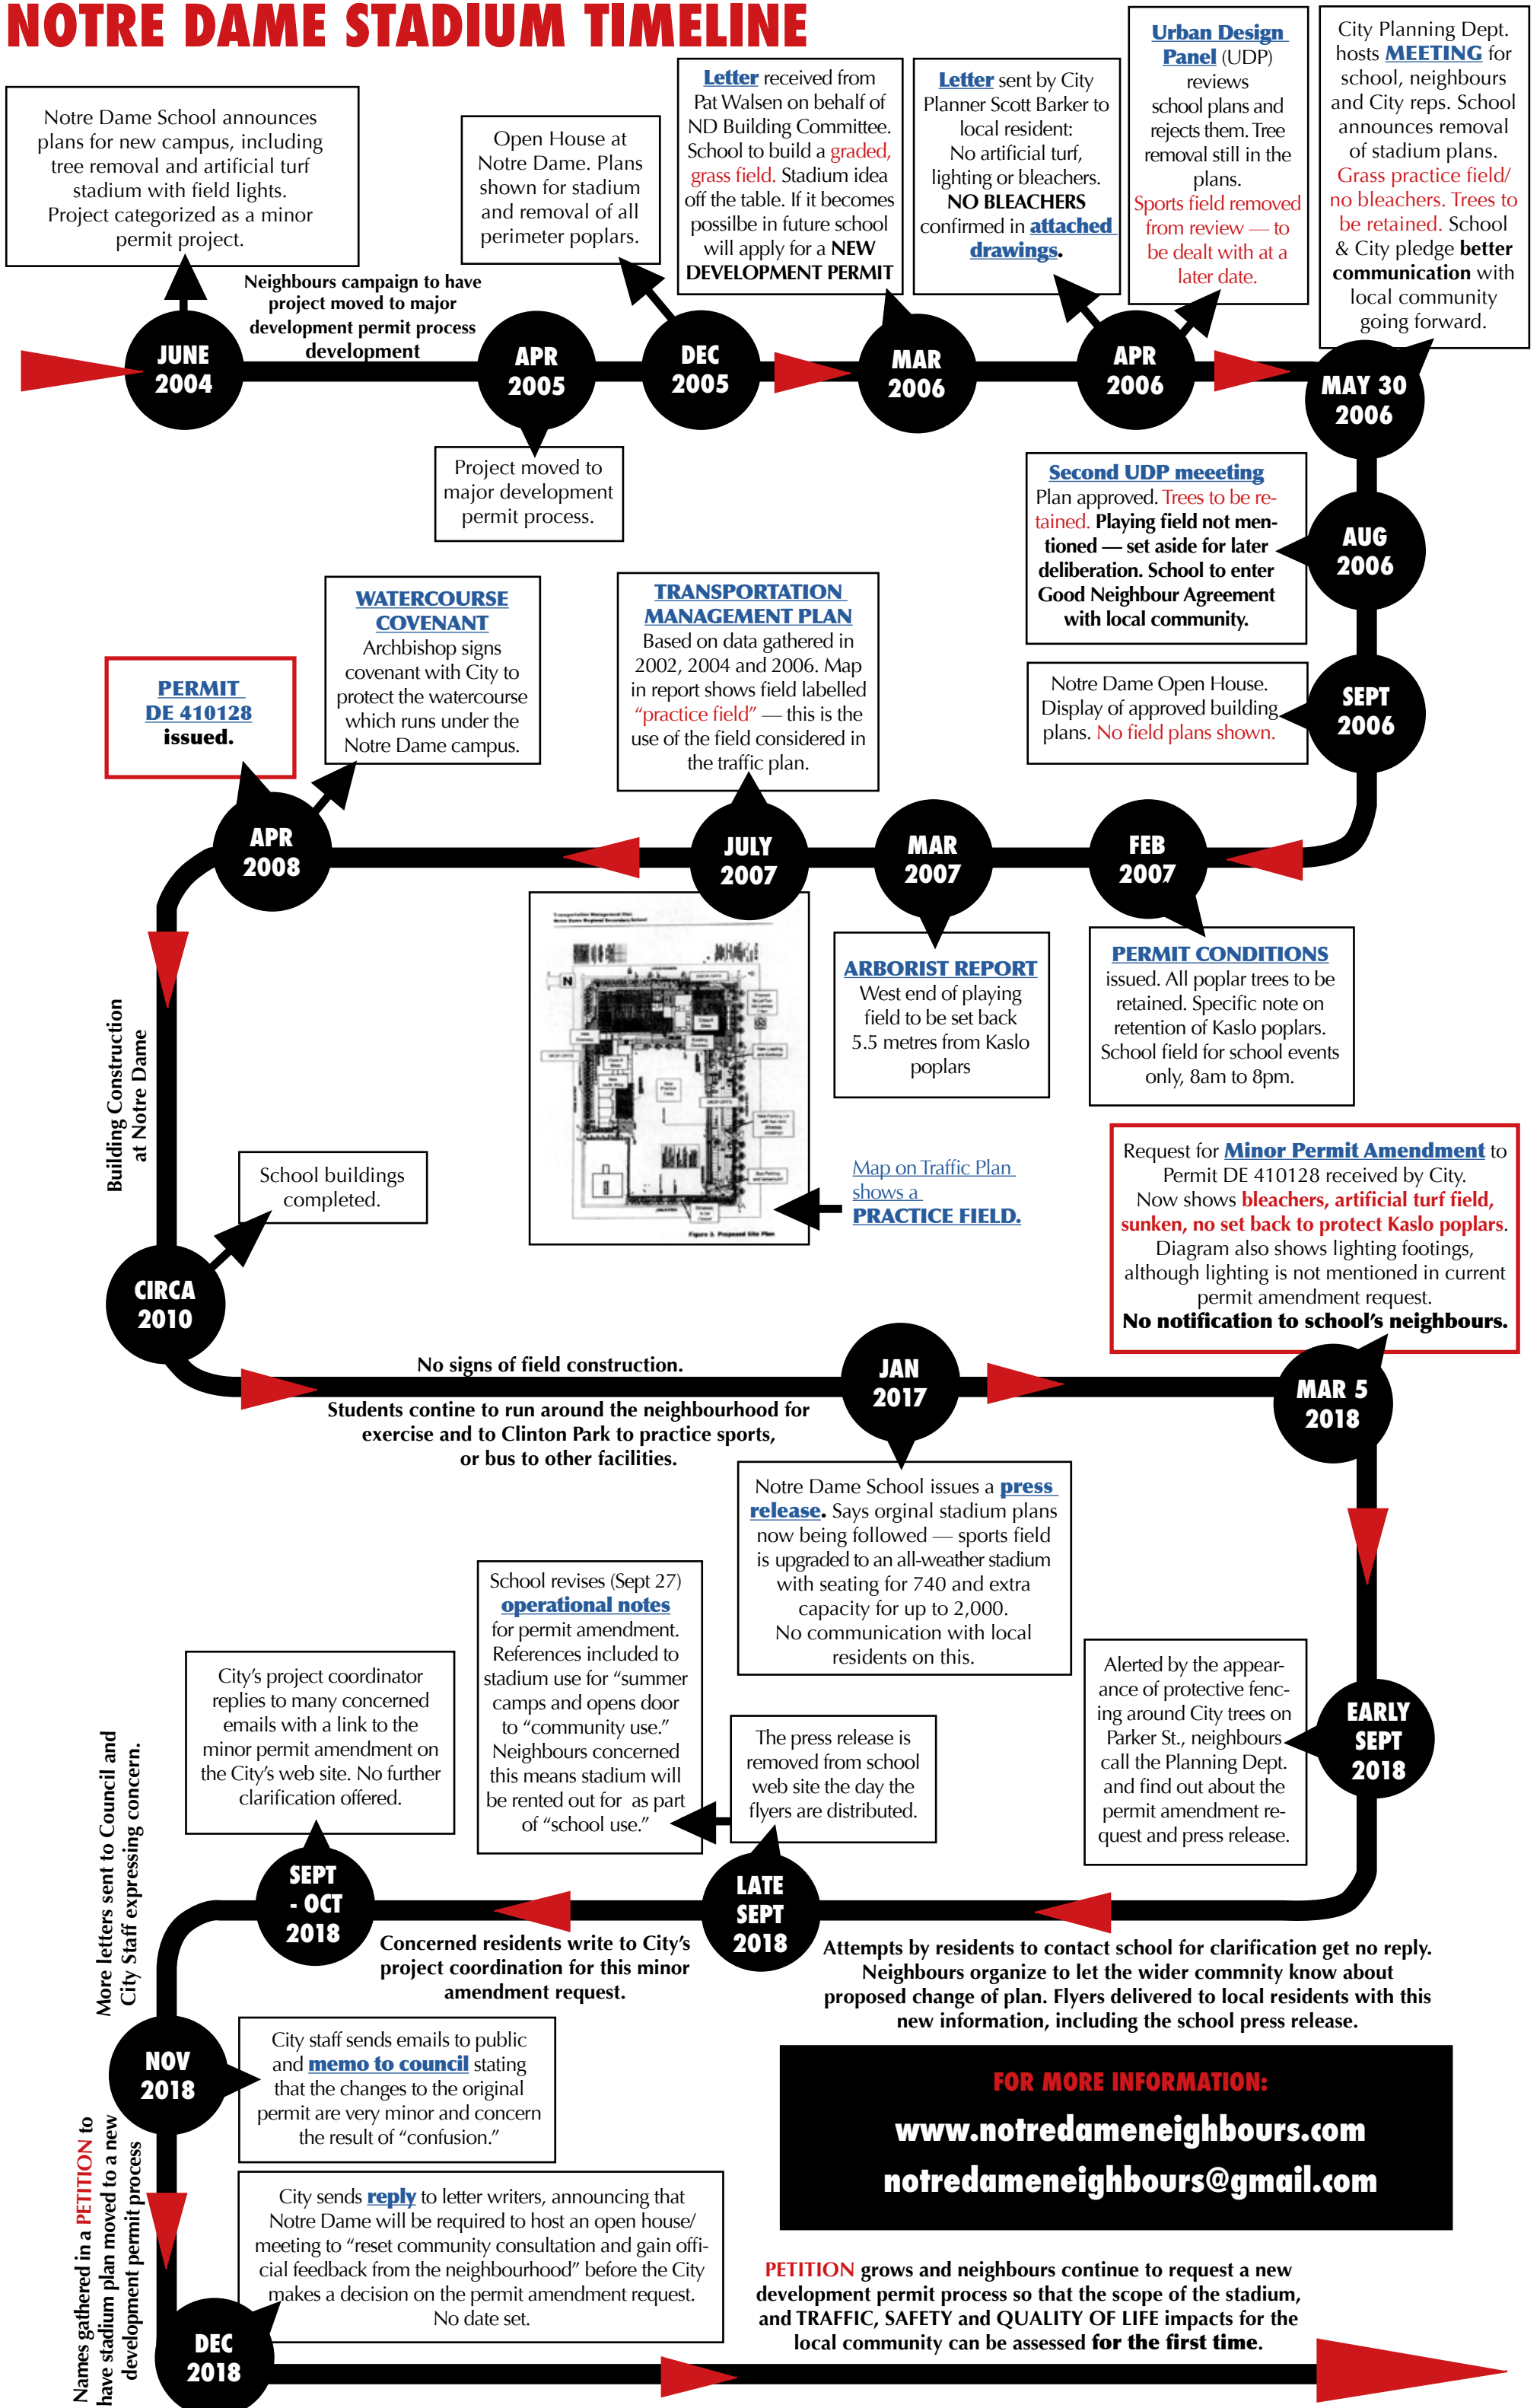 NOTRE DAME STADIUM TIMELINE
Notre Dame School announces
plans for new campus, including
tree removal and artificial turf
stadium with field lights.
Project categorized as a minor
permit project.
JUNE
2004
Neighbours campaign to have
project moved to major
development permit process
development
APR
2005
Project moved to
major development
permit process.
Open House at
Notre Dame. Plans
shown for stadium
and removal of all
perimeter poplars.
DEC
2005
Letter received from
Pat Walsen on behalf of
ND Building Committee.
School to build a graded,
grass field. Stadium idea
off the table. If it becomes
possilbe in future school
will apply for a NEW
DEVELOPMENT PERMIT
MAR
2006
Letter sent by City
Planner Scott Barker to
local resident:
No artificial turf,
lighting or bleachers.
NO BLEACHERS
confirmed in attached
drawings.
APR
2006
Urban Design
Panel (UDP)
reviews
school plans and
rejects them. Tree
removal still in the
plans.
Sports field removed
from review — to
be dealt with at a
later date.
City Planning Dept.
hosts MEETING for
school, neighbours
and City reps. School
announces removal
of stadium plans.
Grass practice field/
no bleachers. Trees to
be retained. School
& City pledge better
communication with
local community
going forward.
MAY 30
2006
Second UDP meeeting
Plan approved. Trees to be re-
tained. Playing field not men-
tioned — set aside for later
deliberation. School to enter
Good Neighbour Agreement
with local community.
AUG
2006
Notre Dame Open House.
Display of approved building
plans. No field plans shown.
SEPT
2006
FEB
2007
PERMIT CONDITIONS
issued. All poplar trees to be
retained. Specific note on
retention of Kaslo poplars.
School field for school events
only, 8am to 8pm.
MAR
2007
ARBORIST REPORT
West end of playing
field to be set back
5.5 metres from Kaslo
poplars
TRANSPORTATION
MANAGEMENT PLAN
Based on data gathered in
2002, 2004 and 2006. Map
in report shows field labelled
“practice field” — this is the
use of the field considered in
the traffic plan.
JULY
2007
Transportation Management Plan
Notre Dame Regional Secondary School
N
Figure 3. Proposed Site Plan
Map on Traffic Plan
shows a
PRACTICE FIELD.
WATERCOURSE
COVENANT
Archbishop signs
covenant with City to
protect the watercourse
which runs under the
Notre Dame campus.
PERMIT
DE 410128
issued.
APR
2008
Building Construction
at Notre Dame
School buildings
completed.
CIRCA
2010
No signs of field construction.
Students contine to run around the neighbourhood for
exercise and to Clinton Park to practice sports,
or bus to other facilities.
JAN
2017
Notre Dame School issues a press
release. Says orginal stadium plans
now being followed — sports field
is upgraded to an all-weather stadium
with seating for 740 and extra
capacity for up to 2,000.
No communication with local
residents on this.
Request for Minor Permit Amendment to
Permit DE 410128 received by City.
Now shows bleachers, artificial turf field,
sunken, no set back to protect Kaslo poplars.
Diagram also shows lighting footings,
although lighting is not mentioned in current
permit amendment request.
No notification to school’s neighbours.
MAR 5
2018
Alerted by the appear-
ance of protective fenc-
ing around City trees on
Parker St., neighbours
call the Planning Dept.
and find out about the
permit amendment re-
quest and press release.
EARLY
SEPT
2018
Attempts by residents to contact school for clarification get no reply.
Neighbours organize to let the wider commnity know about
proposed change of plan. Flyers delivered to local residents with this
new information, including the school press release.
The press release is
removed from school
web site the day the
flyers are distributed.
LATE
SEPT
2018
School revises (Sept 27)
operational notes
for permit amendment.
References included to
stadium use for “summer
camps and opens door
to “community use.”
Neighbours concerned
this means stadium will
be rented out for as part
of “school use.”
Concerned residents write to City’s
project coordination for this minor
amendment request.
City’s project coordinator
replies to many concerned
emails with a link to the
minor permit amendment on
the City’s web site. No further
clarification offered.
SEPT
- OCT
2018
More letters sent to Council and
City Staff expressing concern.
NOV
2018
City staff sends emails to public
and memo to council stating
that the changes to the original
permit are very minor and concern
the result of “confusion.”
Names gathered in a PETITION to
have stadium plan moved to a new
development permit process
City sends reply to letter writers, announcing that
Notre Dame will be required to host an open house/
meeting to “reset community consultation and gain offi-
cial feedback from the neighbourhood” before the City
makes a decision on the permit amendment request.
No date set.
DEC
2018
FOR MORE INFORMATION:
www.notredameneighbours.com
notredameneighbours@gmail.com
PETITION grows and neighbours continue to request a new
development permit process so that the scope of the stadium,
and TRAFFIC, SAFETY and QUALITY OF LIFE impacts for the
local community can be assessed for the first time.